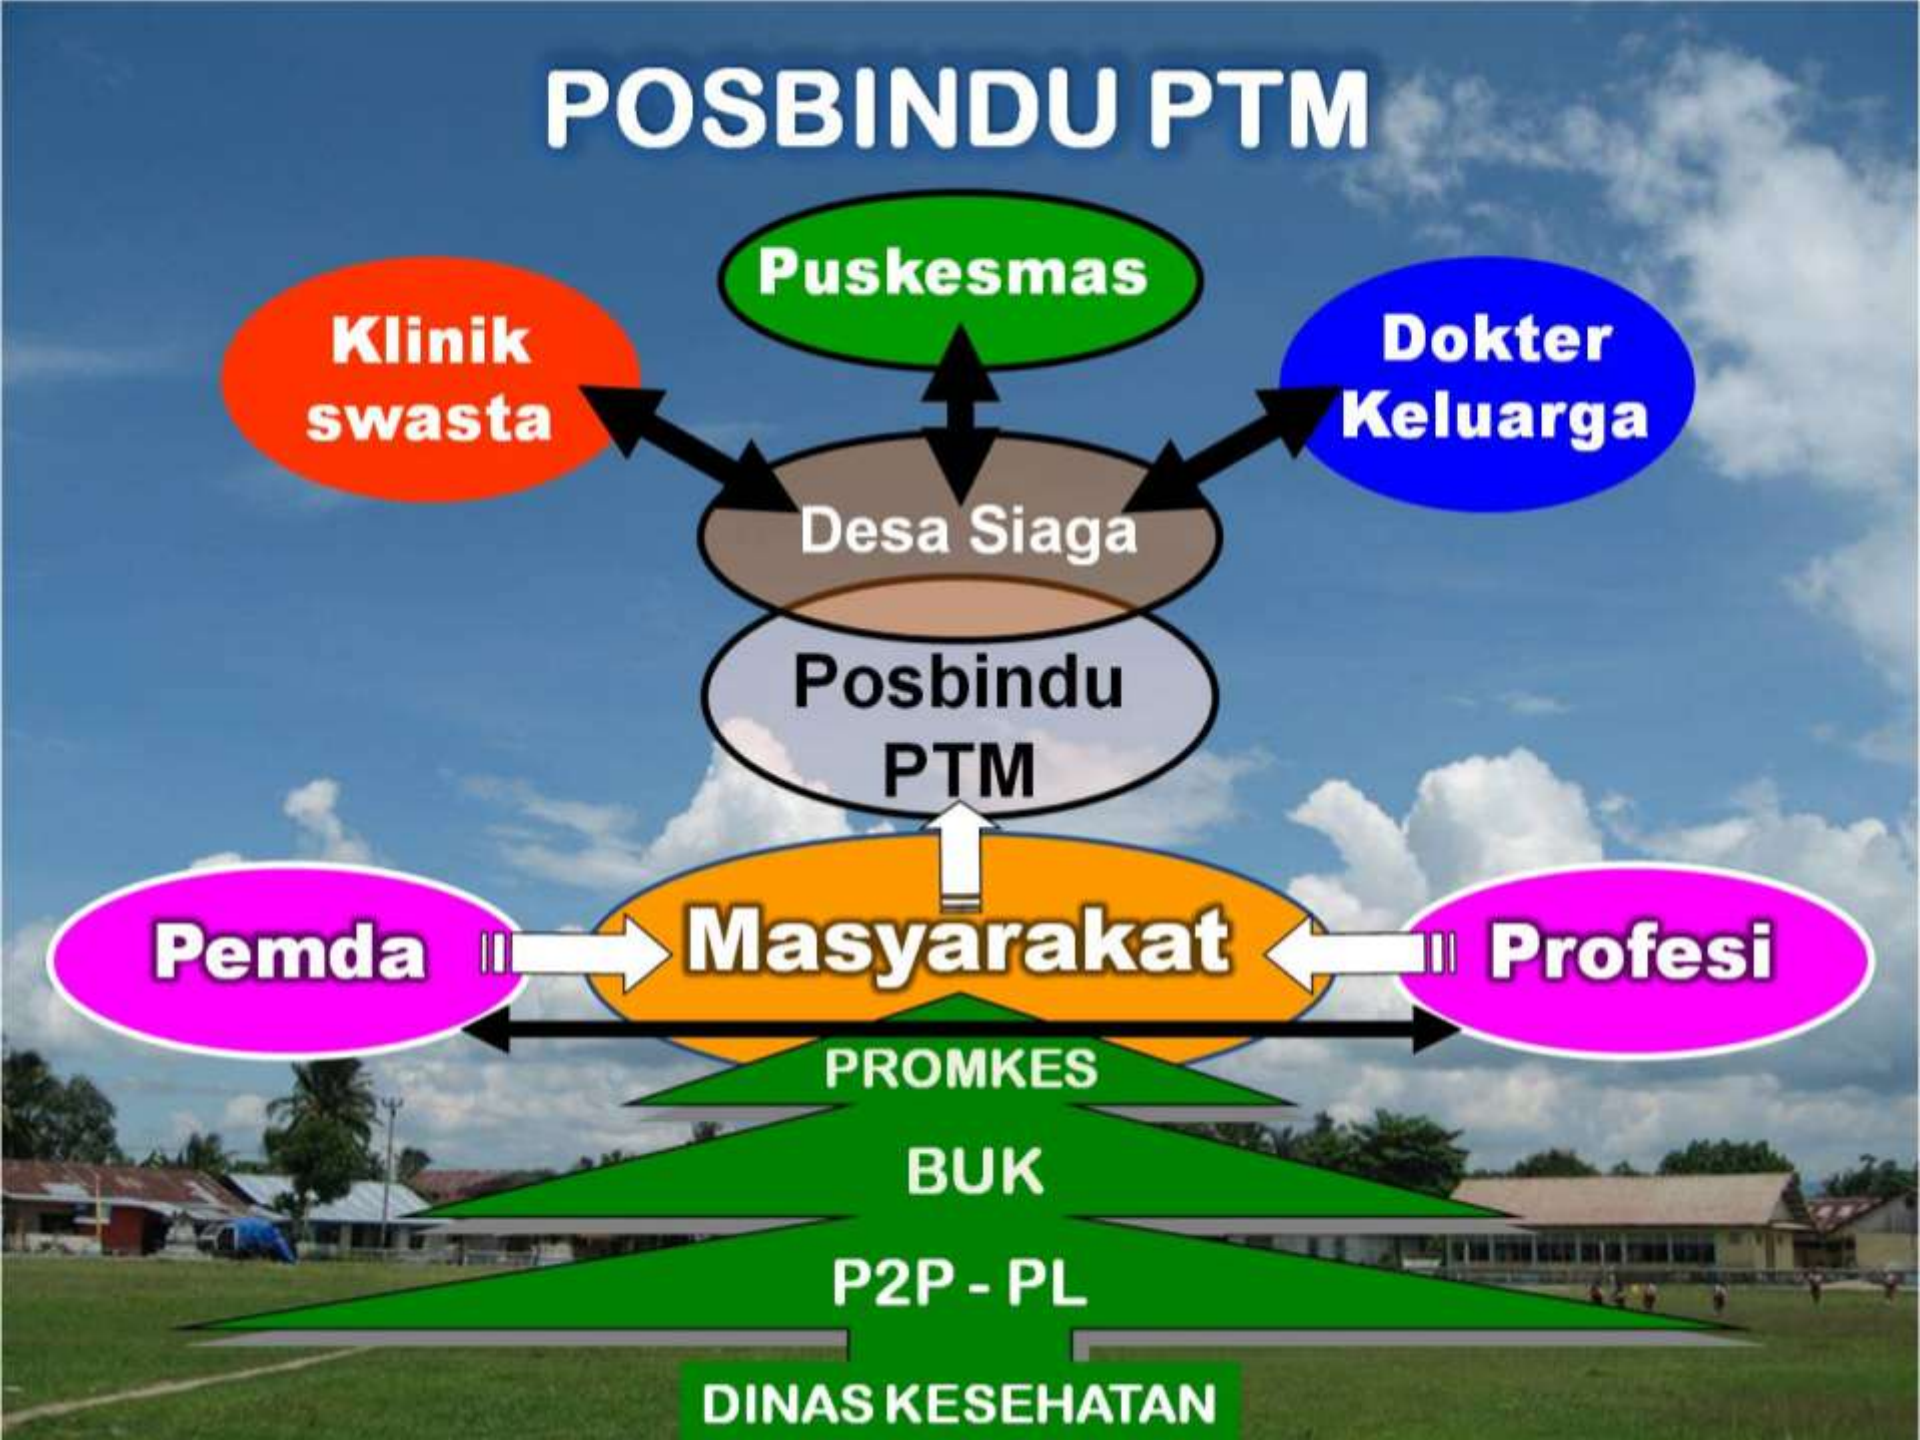 POSBINDU PTM
Puskesmas
Klinik
swasta
Dokter
Keluarga
Desa Siaga
Posbindu
PTM
Pemda
Masyarakat
Profesi
PROMKES
BUK
P2P - PL
DINAS KESEHATAN